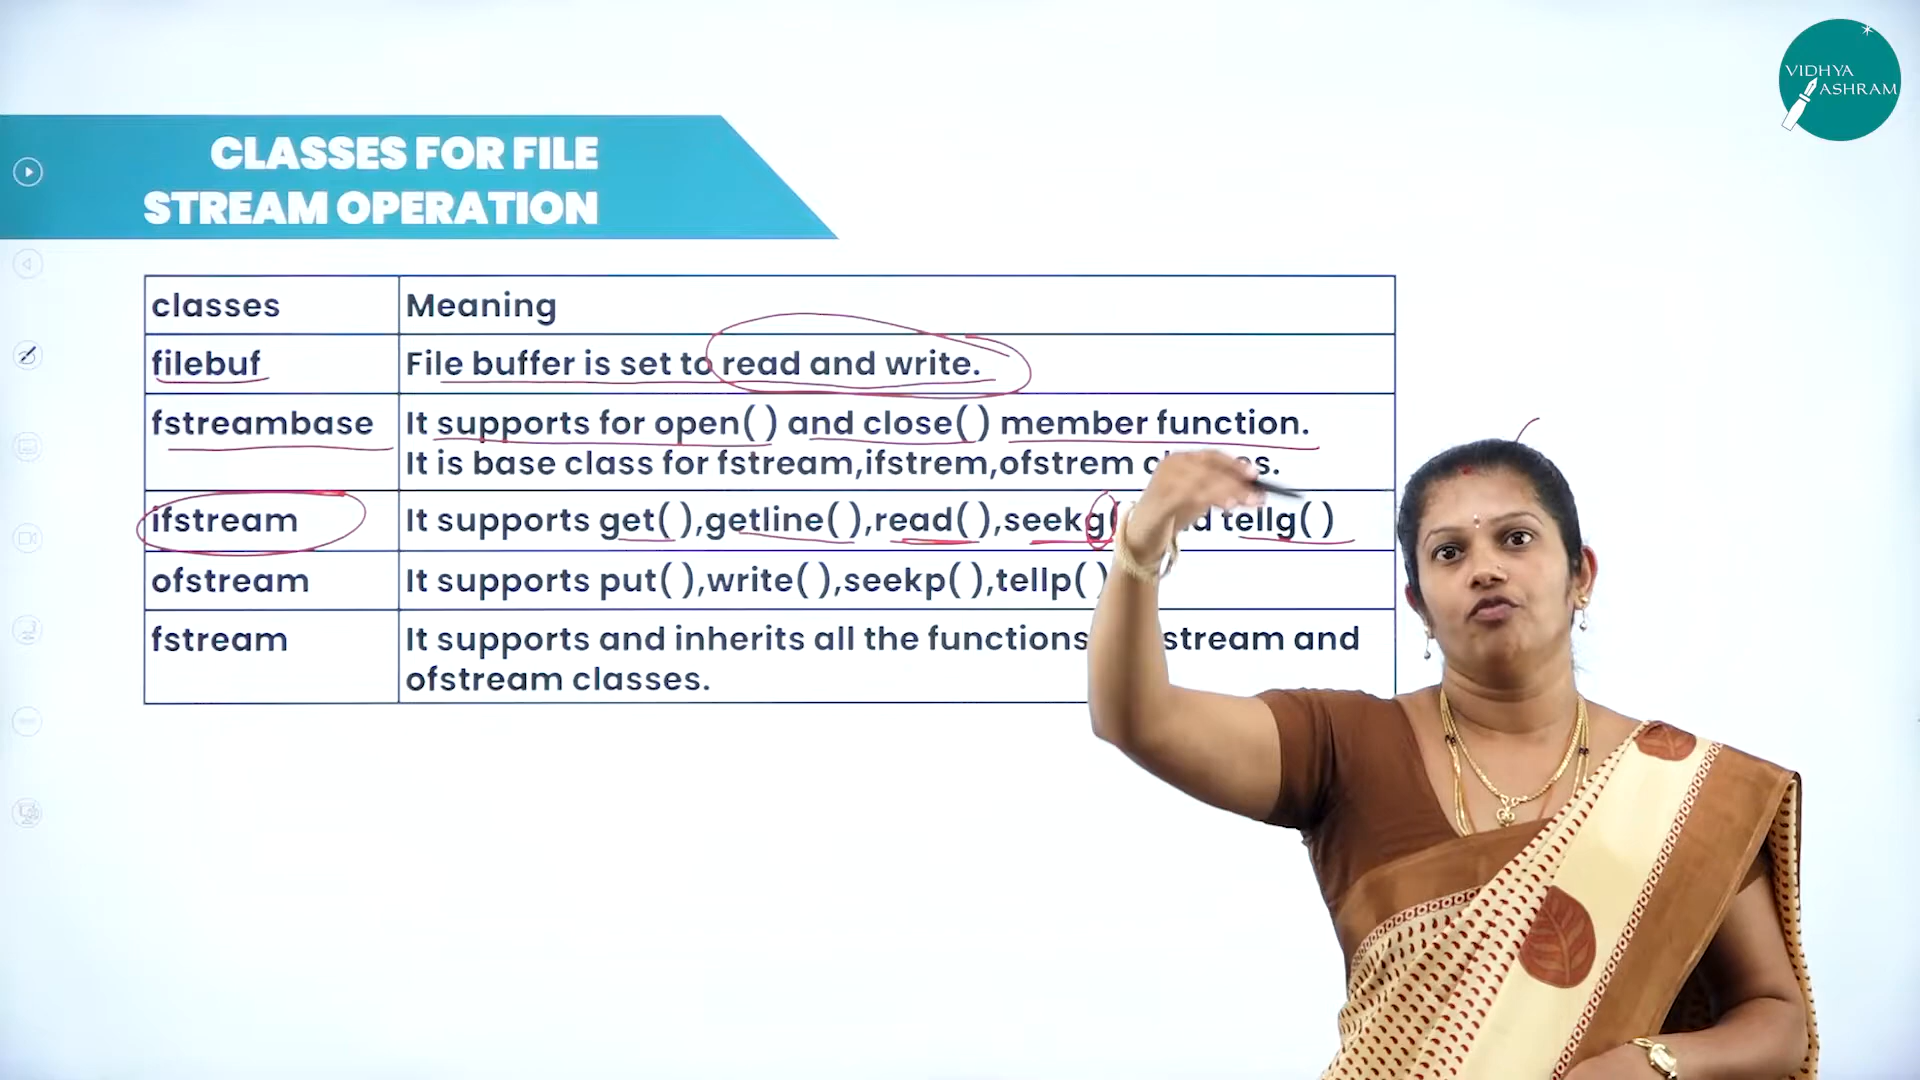 VIDHYA
ASHRAM
CLASSES FOR FILE
STREAM OPERATION
classes Meaning
filebuf File buffer is set to read and write.
fstreambase It supports for open( ) and close( ) member function.
It is base class for fstream,ifstrem,ofstrem
ifstream It supports get( ),getline( ),read( ),seekg( tellg( )
ofstream It supports put( ),write( ),seekp( ),tellp( )
fstream It supports and inherits all the functions stream and
ofstream classes.